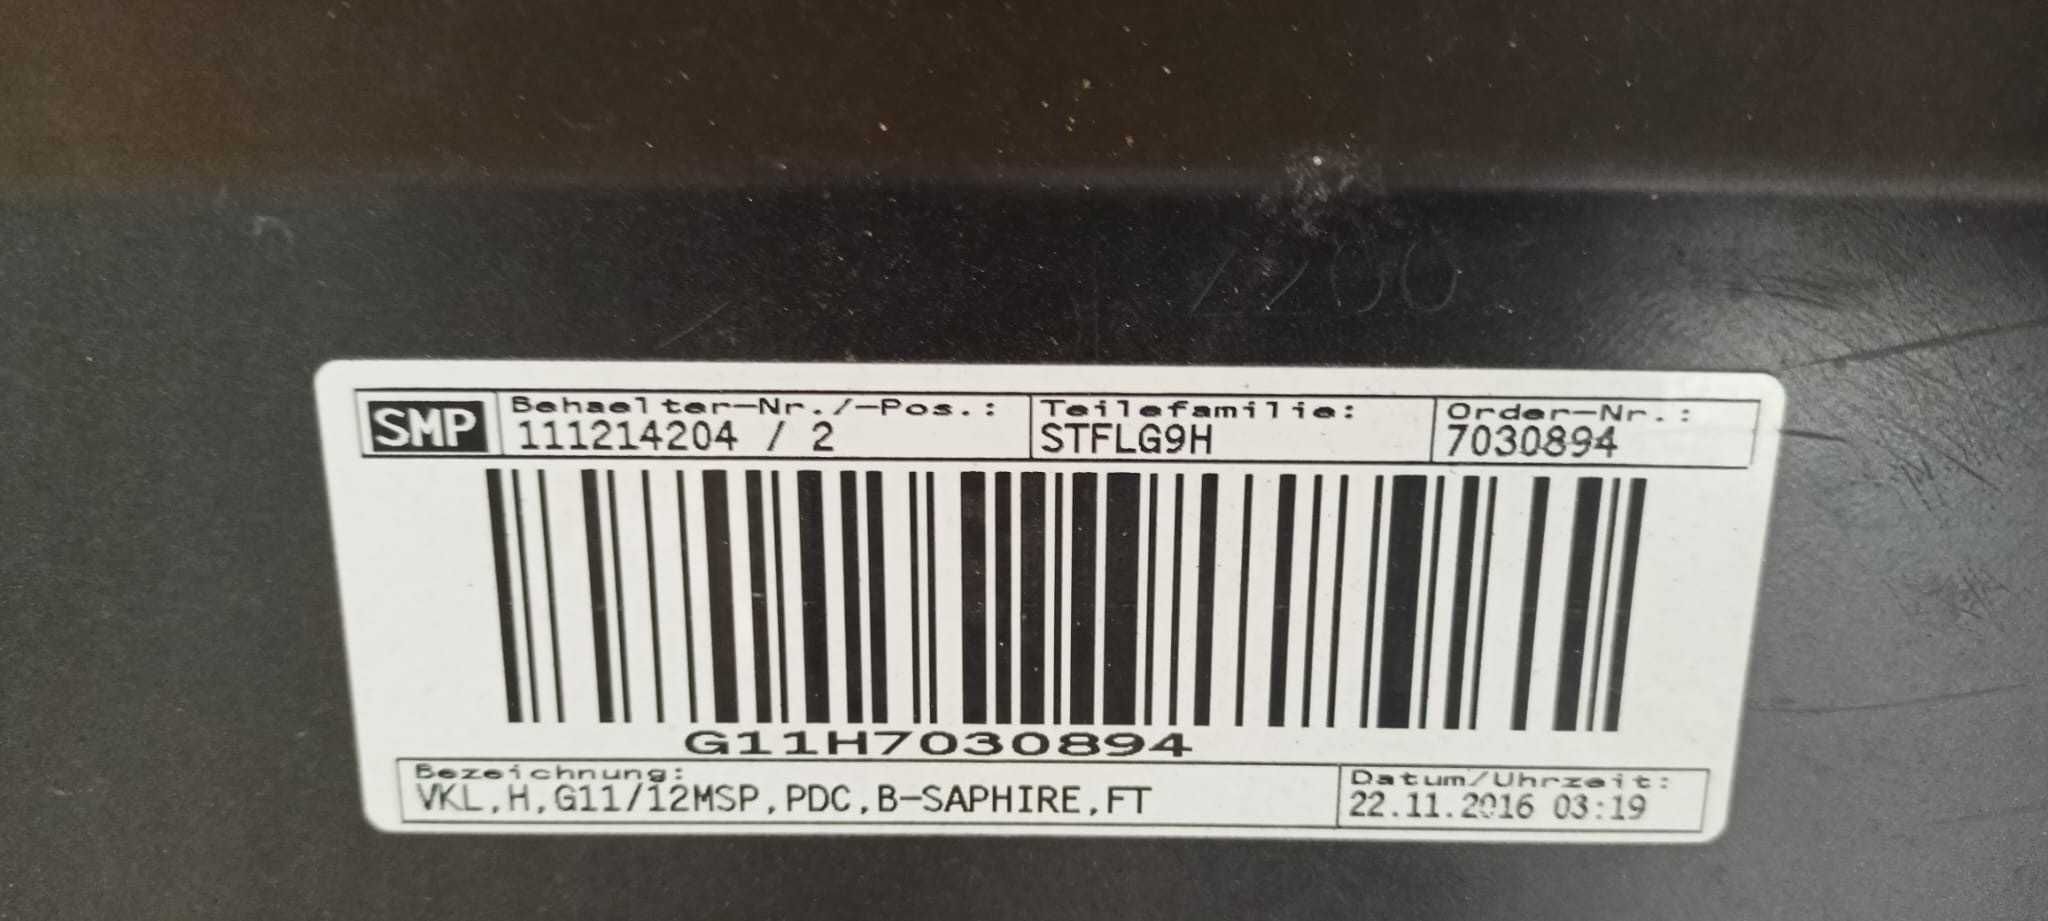 SMP
Behaelter-Nr./-Pos.:
111214204 / 2
Teilefamilie:
STFLG9H
Order-Nr.:
7030894
G11H7030894
Bezeichnung:
VKL,H,G11/12MSP,PDC,B-SAPHIRE,FT
Datum/Uhrzeit:
22.11.2016 03:19